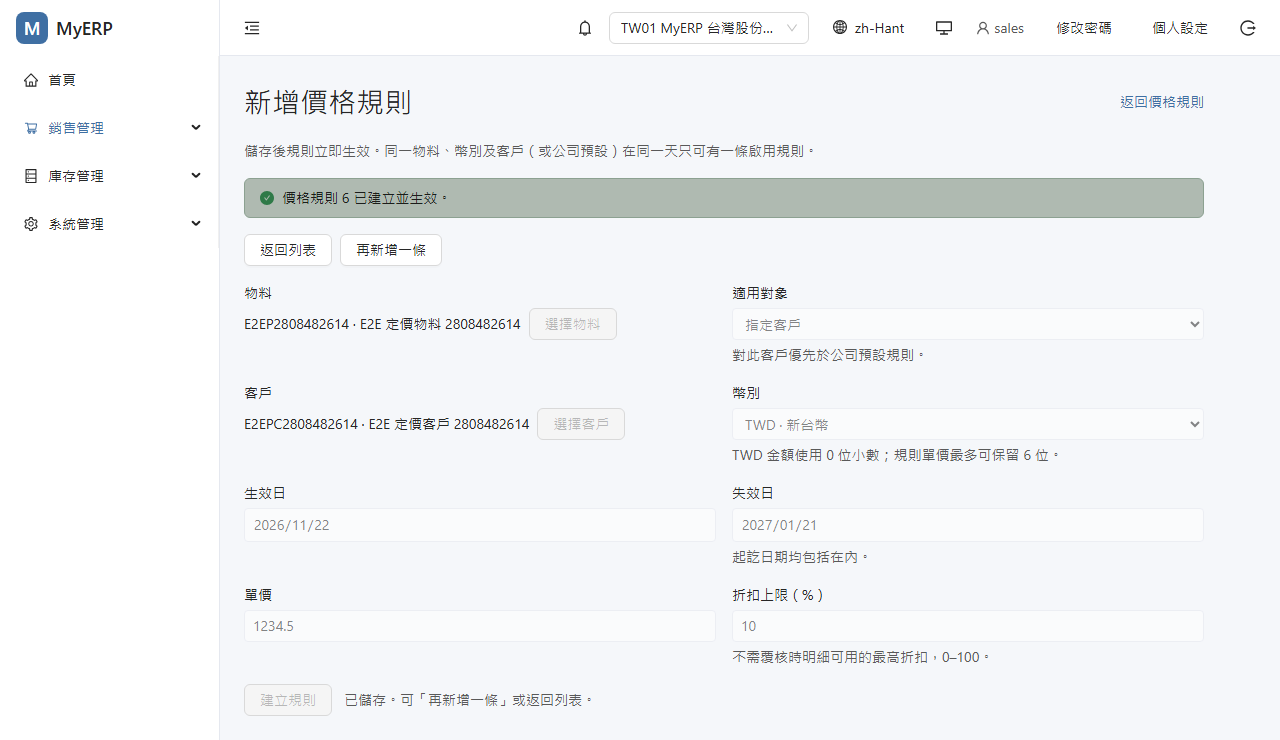 M MyERP
TW01 MyERP 台灣股份...
zh-Hant
sales
修改密碼
個人設定
首頁
銷售管理
庫存管理
系統管理
新增價格規則
返回價格規則
儲存後規則立即生效。同一物料、幣別及客戶（或公司預設）在同一天只可有一條啟用規則。
價格規則 6 已建立並生效。
返回列表
再新增一條
物料
E2EP2808482614 · E2E 定價物料 2808482614
選擇物料
適用對象
指定客戶
對此客戶優先於公司預設規則。
客戶
E2EPC2808482614 · E2E 定價客戶 2808482614
選擇客戶
幣別
TWD · 新台幣
TWD 金額使用 0 位小數；規則單價最多可保留 6 位。
生效日
2026/11/22
失效日
2027/01/21
起訖日期均包括在內。
單價
1234.5
折扣上限（%）
10
不需覆核時明細可用的最高折扣，0–100。
建立規則
已儲存。可「再新增一條」或返回列表。